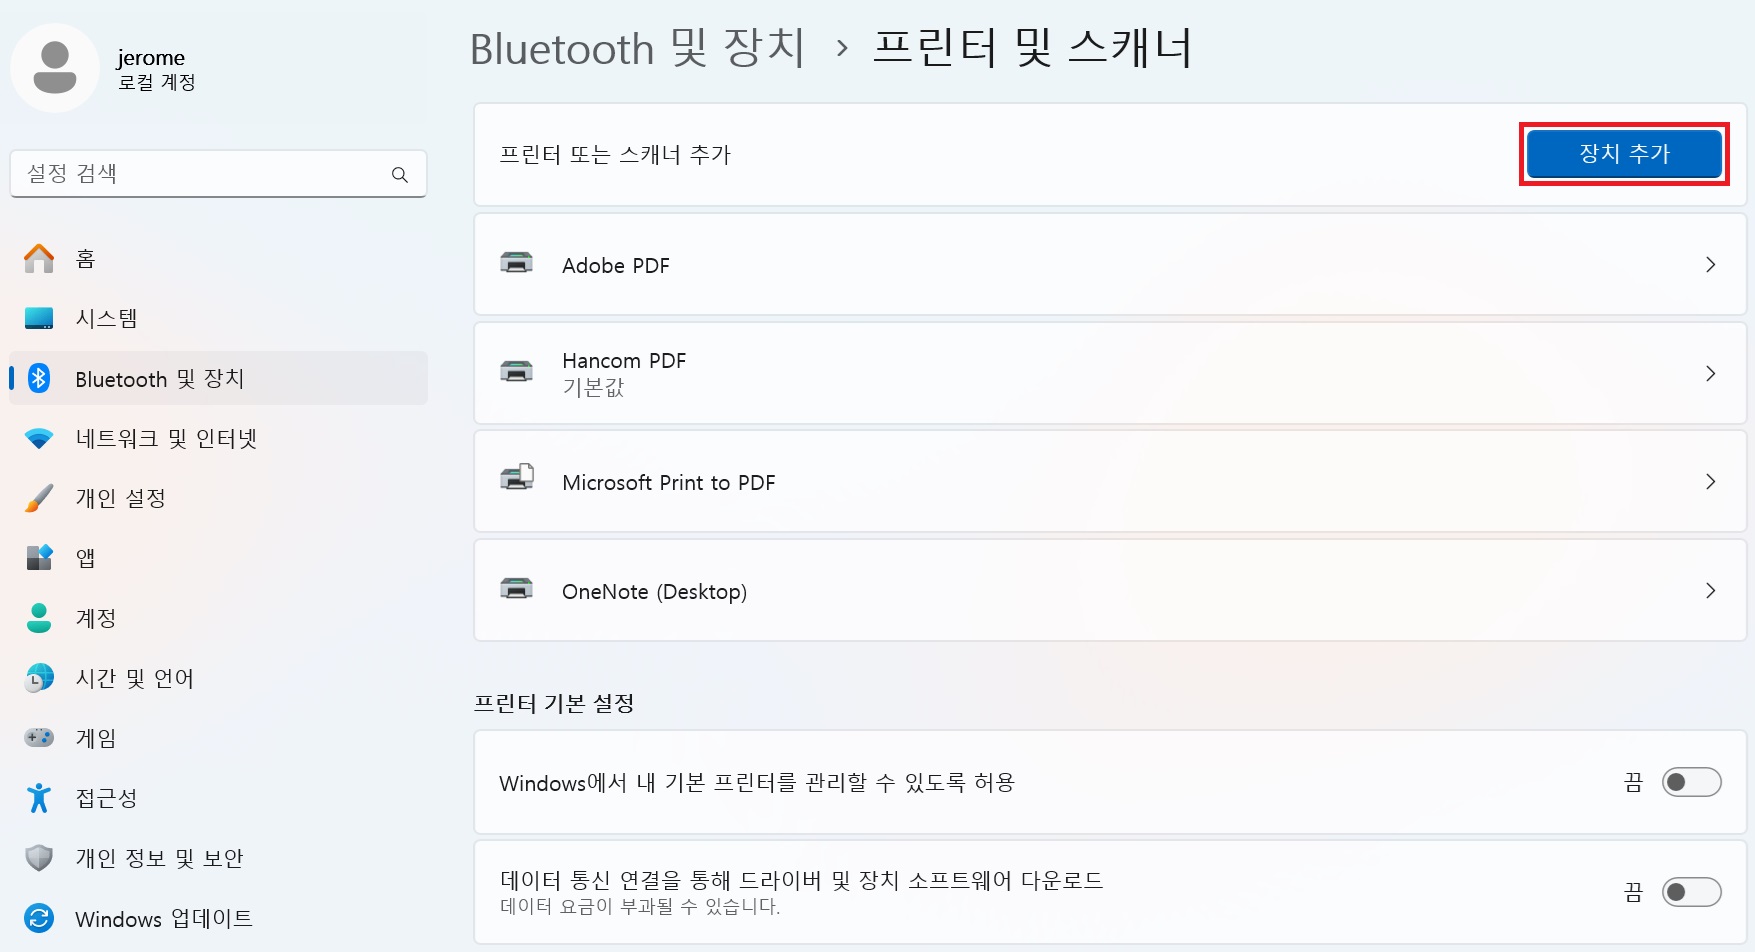 jerome
로컬 계정
설정 검색
홈
시스템
Bluetooth 및 장치
네트워크 및 인터넷
개인 설정
앱
계정
시간 및 언어
게임
접근성
개인 정보 및 보안
Windows 업데이트
Bluetooth 및 장치 › 프린터 및 스캐너
프린터 또는 스캐너 추가
장치 추가
Adobe PDF
Hancom PDF
기본값
Microsoft Print to PDF
OneNote (Desktop)
프린터 기본 설정
Windows에서 내 기본 프린터를 관리할 수 있도록 허용
끔
데이터 통신 연결을 통해 드라이버 및 장치 소프트웨어 다운로드
데이터 요금이 부과될 수 있습니다.
끔